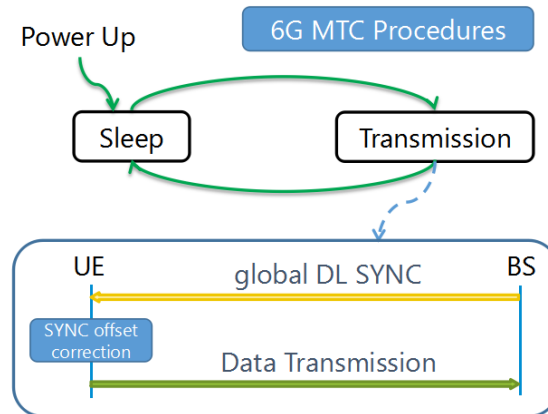 Power Up
6G MTC Procedures
Sleep
Transmission
UE
global DL SYNC
BS
SYNC offset
correction
Data Transmission